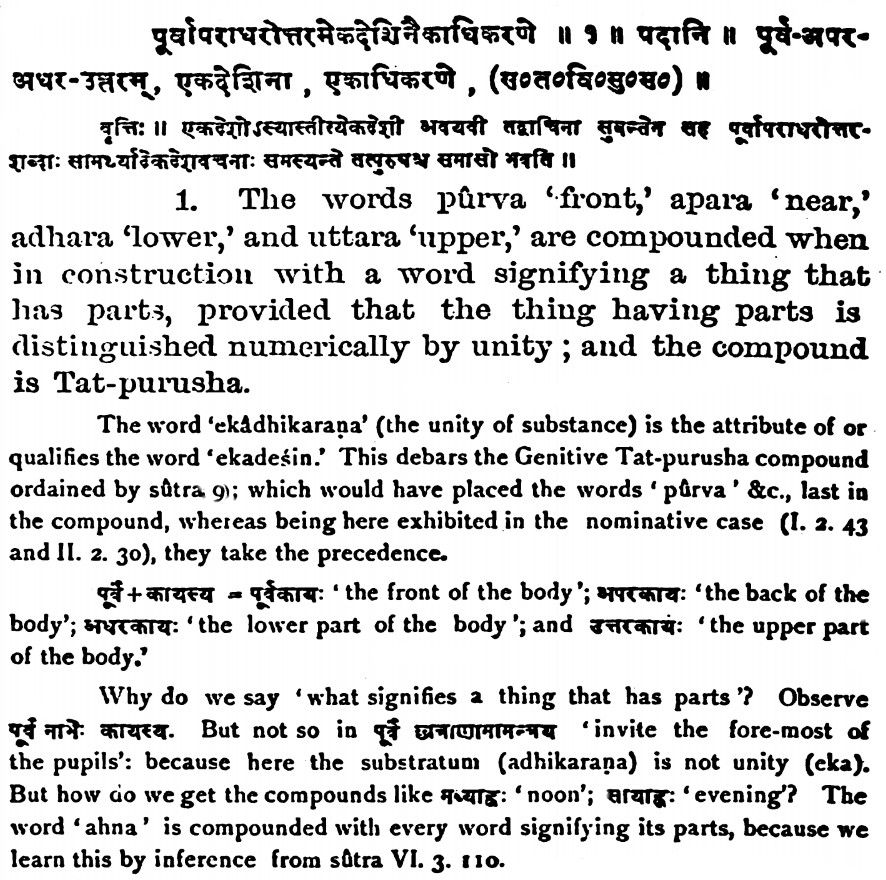 पूर्वापराधरोत्तरमेकदेशिनैकाधिकरणे ॥ १ ॥ पदानि ॥ पूर्व-अपर-
अधर-उत्तरम्, एकदेशिना , एकाधिकरणे , (स०त०वि०सु०स०) ॥
वृत्तिः ॥ एकदेशोऽस्यास्तीत्येकदेशी अवयवी तद्वाचिना सुबन्तेन सह पूर्वापराधरोत्तर-
शब्दाः सामर्थ्यादेकदेशवचनाः समस्यन्ते तत्पुरुषश्च समासो भवति ॥
1. The words pûrva ‘front,’ apara ‘near,’
adhara ‘lower,’ and uttara ‘upper,’ are compounded when
in construction with a word signifying a thing that
has parts, provided that the thing having parts is
distinguished numerically by unity ; and the compound
is Tat-purusha.
The word ‘ekâdhikaraṇa’ (the unity of substance) is the attribute of or
qualifies the word ‘ekadeśin.’ This debars the Genitive Tat-purusha compound
ordained by sûtra 9); which would have placed the words ‘ pûrva ’ &c., last in
the compound, whereas being here exhibited in the nominative case (I. 2. 43
and II. 2. 30), they take the precedence.
पूर्वं + कायस्य = पूर्वकायः ‘ the front of the body ’; अपरकायः ‘the back of the
body’; अधरकायः ‘ the lower part of the body ’; and उत्तरकायंः ‘the upper part
of the body.’
Why do we say ‘ what signifies a thing that has parts ’? Observe
पूर्वं नाभेः कायस्य. But not so in पूर्वं छात्राणामामन्त्रय ‘invite the fore-most of
the pupils’: because here the substratum (adhikaraṇa) is not unity (eka).
But how do we get the compounds like मध्याह्नः ‘ noon’; सायाह्नः ‘evening’? The
word ‘ ahna ’ is compounded with every word signifying its parts, because we
learn this by inference from sûtra VI. 3. 110.